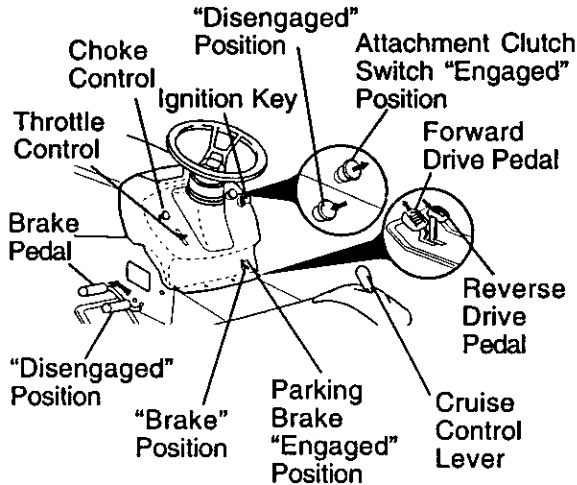 "Disengaged"
Position
Attachment Clutch
Switch "Engaged"
Position
Choke
Control
Ignition Key
Throttle
Control
Forward
Drive Pedal
Brake
Pedal
Reverse
Drive
Pedal
"Disengaged"
Position
"Brake"
Position
Parking
Brake
"Engaged"
Position
Cruise
Control
Lever